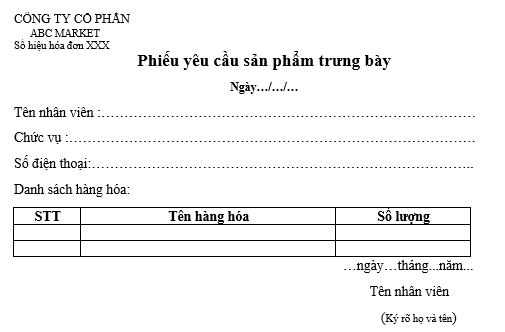 CÔNG TY CỔ PHẦN
ABC MARKET
Số hiệu hóa đơn XXX
Phiếu yêu cầu sản phẩm trưng bày
Ngày…/…/…
Tên nhân viên :……………………………………………………………………
Chức vụ :…………………………………………………………………………
Số điện thoại:……………………………………………………………………..
Danh sách hàng hóa:
STT Tên hàng hóa Số lượng
…ngày…tháng...năm...
Tên nhân viên
(Ký rõ họ và tên)